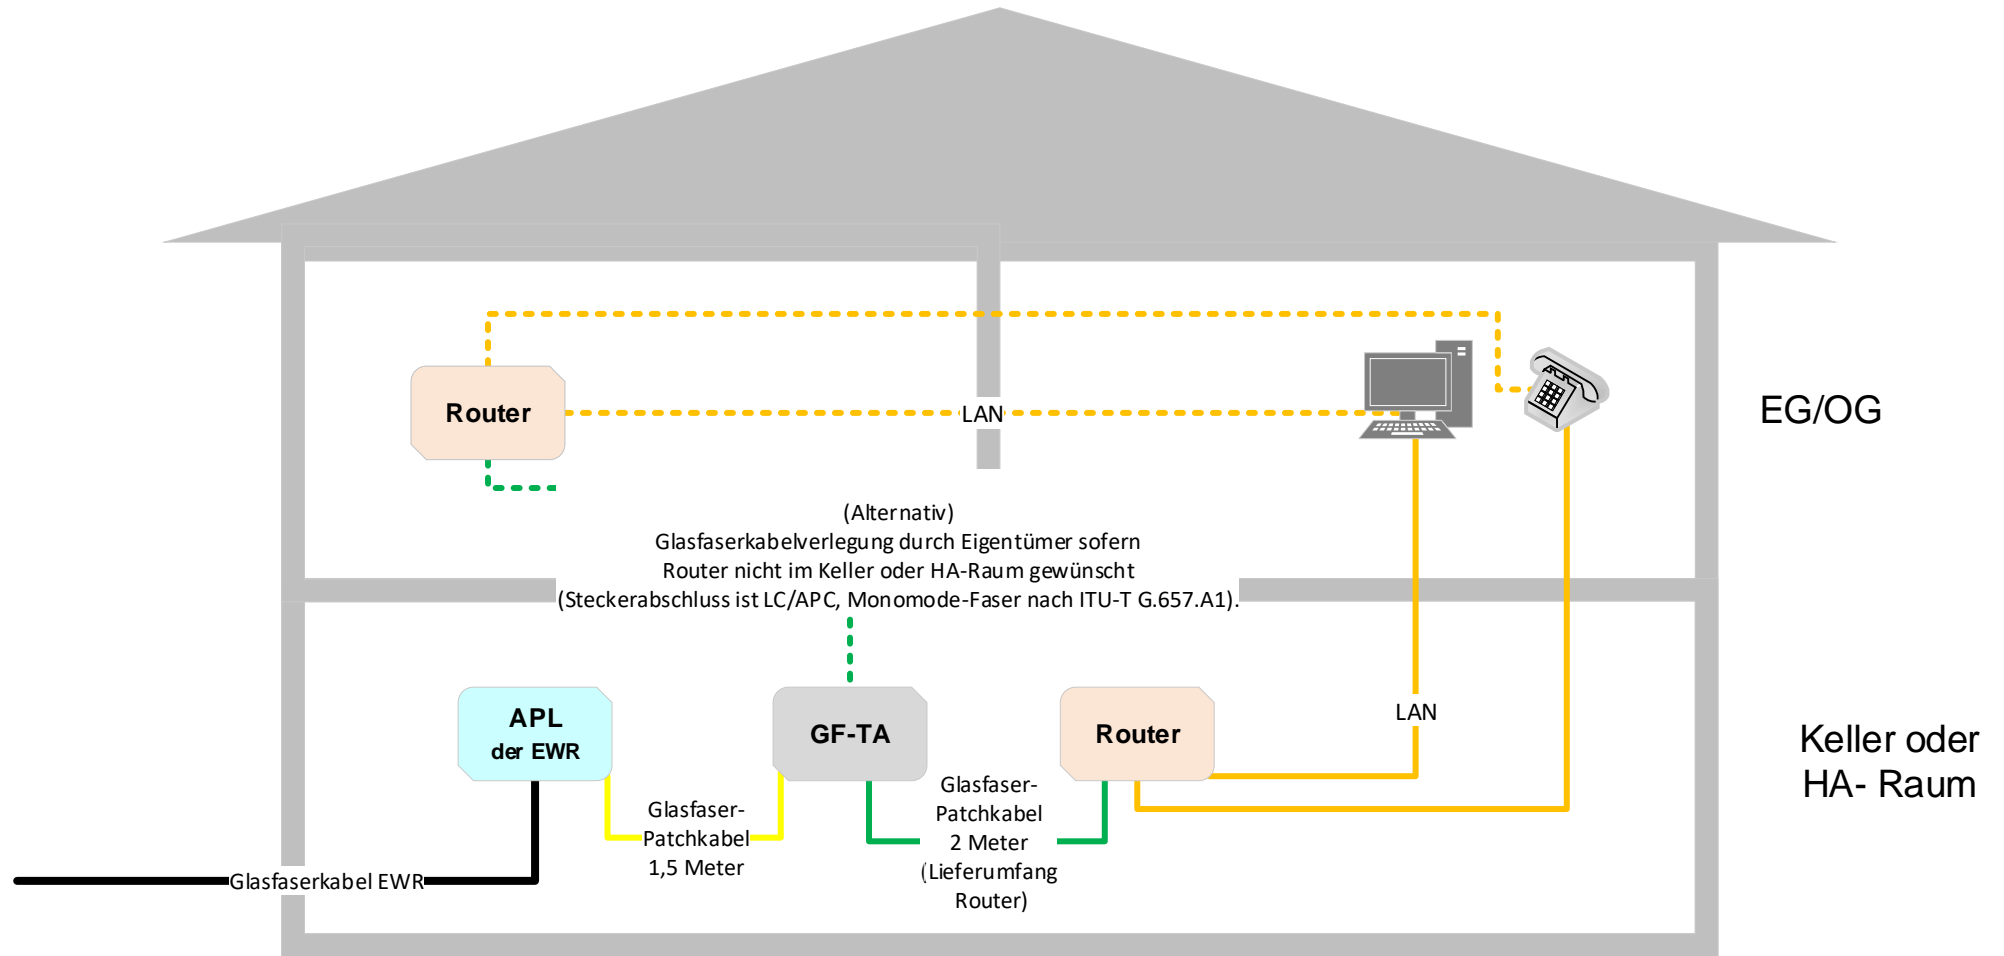 Router
LAN
EG/OG
(Alternativ)
Glasfaserkabelverlegung durch Eigentümer sofern
Router nicht im Keller oder HA-Raum gewünscht
(Steckerabschluss ist LC/APC, Monomode-Faser nach ITU-T G.657.A1).
APL
der EWR
GF-TA
Router
LAN
Keller oder
HA- Raum
Glasfaser-
Patchkabel
1,5 Meter
Glasfaser-
Patchkabel
2 Meter
(Lieferumfang
Router)
Glasfaserkabel EWR